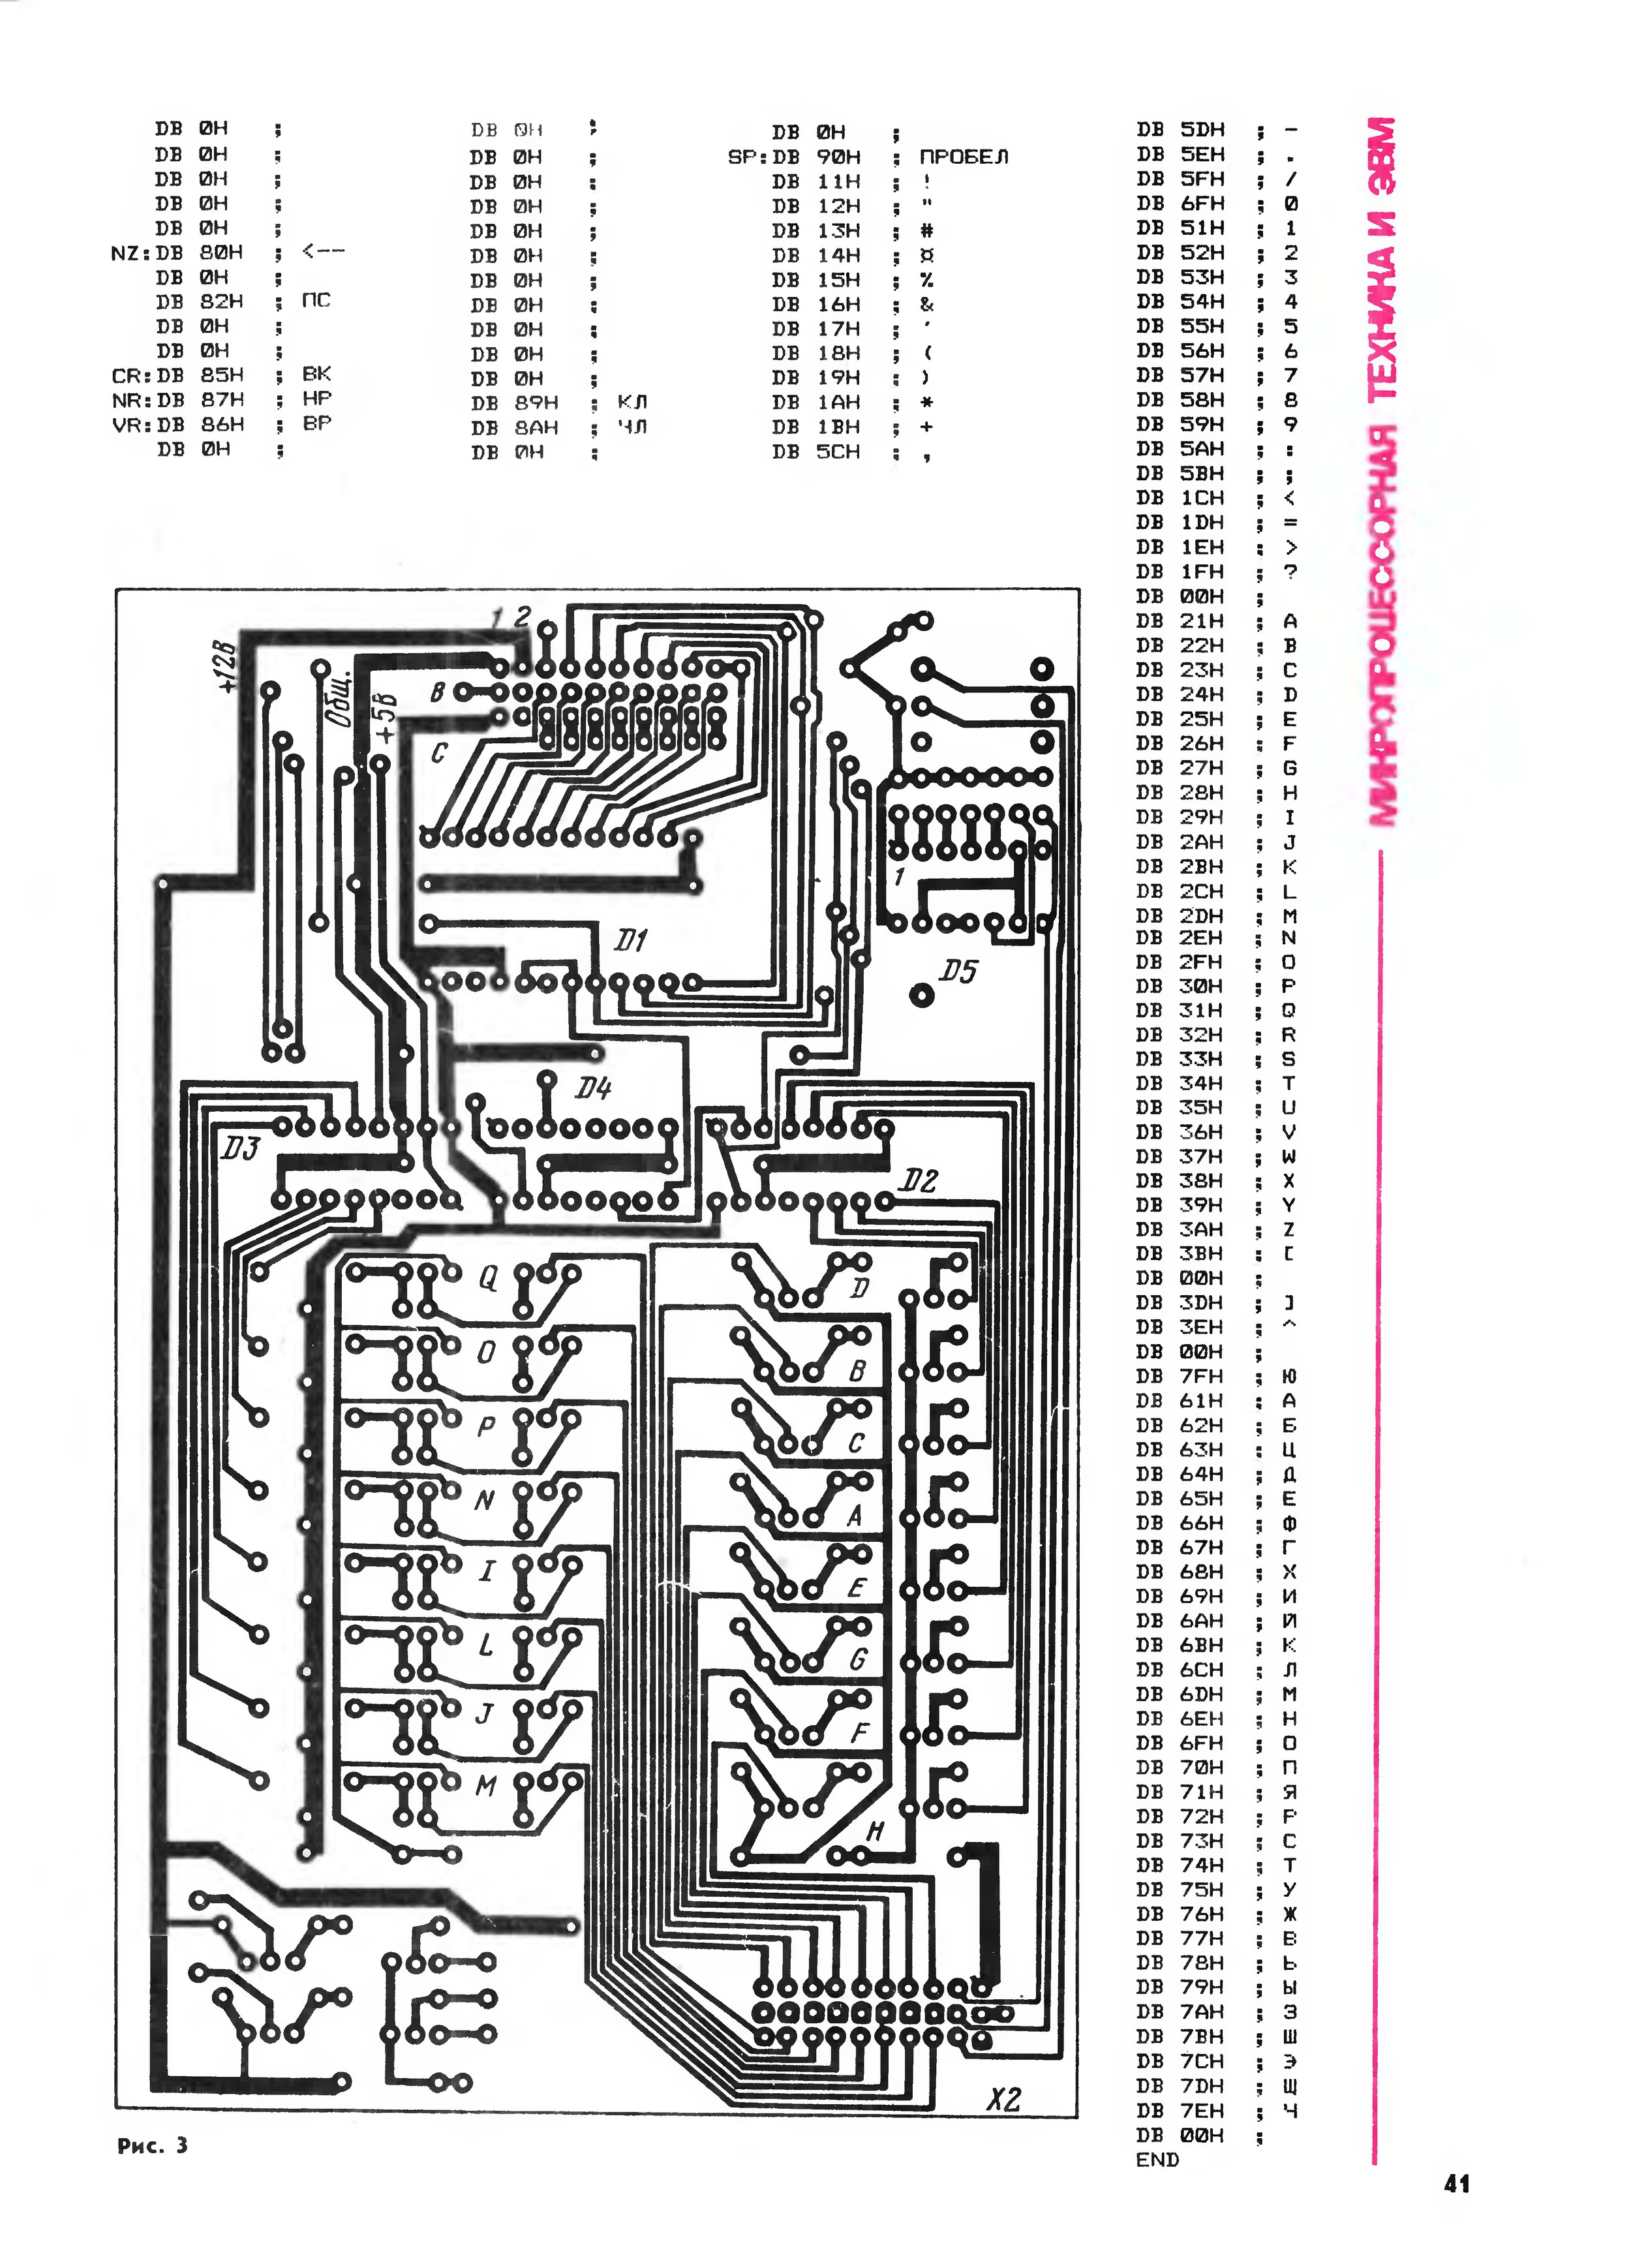 DB 0H ;
DB 0H ;
DB 0H ;
DB 0H ;
DB 0H ;
NZ:DB 80H ; <--
DB 0H ;
DB 82H ; ПС
DB 0H ;
DB 0H ;
CR:DB 85H ; ВК
NR:DB 87H ; НР
VR:DB 86H ; ВР
DB 0H ;
DB 0H ;
DB 0H ;
DB 0H ;
DB 0H ;
DB 0H ;
DB 0H ;
DB 0H ;
DB 0H ;
DB 0H ;
DB 0H ;
DB 0H ;
DB 89H ; КЛ
DB 8AH ; ЧЛ
DB 0H ;
DB 0H ;
SP:DB 90H ; ПРОБЕЛ
DB 11H ; !
DB 12H ; "
DB 13H ; #
DB 14H ; ¤
DB 15H ; %
DB 16H ; &
DB 17H ; '
DB 18H ; (
DB 19H ; )
DB 1AH ; *
DB 1BH ; +
DB 5CH ; ,
DB 5DH ; -
DB 5EH ; .
DB 5FH ; /
DB 6FH ; 0
DB 51H ; 1
DB 52H ; 2
DB 53H ; 3
DB 54H ; 4
DB 55H ; 5
DB 56H ; 6
DB 57H ; 7
DB 58H ; 8
DB 59H ; 9
DB 5AH ; :
DB 5BH ; ;
DB 1CH ; <
DB 1DH ; =
DB 1EH ; >
DB 1FH ; ?
DB 00H ;
DB 21H ; A
DB 22H ; B
DB 23H ; C
DB 24H ; D
DB 25H ; E
DB 26H ; F
DB 27H ; G
DB 28H ; H
DB 29H ; I
DB 2AH ; J
DB 2BH ; K
DB 2CH ; L
DB 2DH ; M
DB 2EH ; N
DB 2FH ; O
DB 30H ; P
DB 31H ; Q
DB 32H ; R
DB 33H ; S
DB 34H ; T
DB 35H ; U
DB 36H ; V
DB 37H ; W
DB 38H ; X
DB 39H ; Y
DB 3AH ; Z
DB 3BH ; [
DB 00H ;
DB 3DH ; ]
DB 3EH ; ^
DB 00H ;
DB 7FH ; Ю
DB 61H ; А
DB 62H ; Б
DB 63H ; Ц
DB 64H ; Д
DB 65H ; Е
DB 66H ; Ф
DB 67H ; Г
DB 68H ; Х
DB 69H ; И
DB 6AH ; Й
DB 6BH ; К
DB 6CH ; Л
DB 6DH ; М
DB 6EH ; Н
DB 6FH ; О
DB 70H ; П
DB 71H ; Я
DB 72H ; Р
DB 73H ; С
DB 74H ; Т
DB 75H ; У
DB 76H ; Ж
DB 77H ; В
DB 78H ; Ь
DB 79H ; Ы
DB 7AH ; З
DB 7BH ; Ш
DB 7CH ; Э
DB 7DH ; Щ
DB 7EH ; Ч
DB 00H ;
END
МИКРОПРОЦЕССОРНАЯ ТЕХНИКА И ЭВМ
1 2
+12В
Общ.
+5В
В
С
1
D1
D5
D4
D3
D2
Q
O
P
N
I
L
J
M
D
B
C
A
E
G
F
H
X2
Рис. 3
41